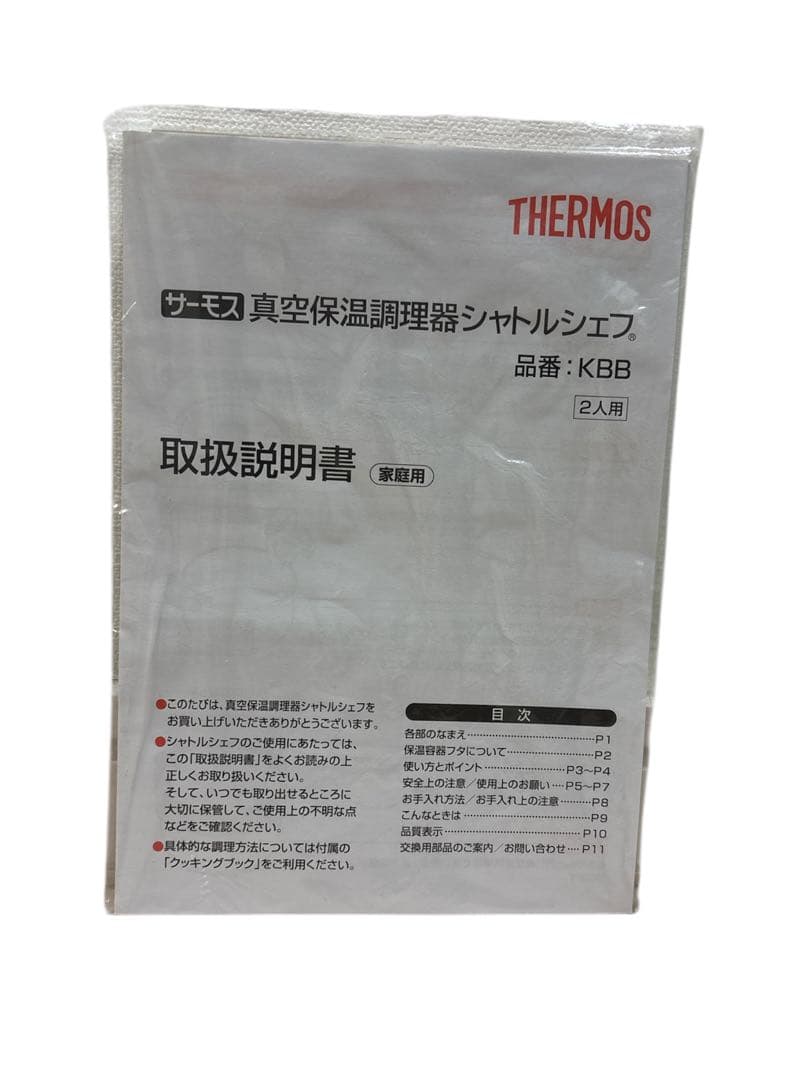 THERMOS
サーモス 真空保温調理器シャトルシェフ®
品番:KBB
2人用
取扱説明書 家庭用
●このたびは、真空保温調理器シャトルシェフを
お買い上げいただきありがとうございます。
●シャトルシェフのご使用にあたっては、
この「取扱説明書」をよくお読みの上
正しくお取り扱いください。
そして、いつでも取り出せるところに
大切に保管して、ご使用上の不明な点
などをご確認ください。
●具体的な調理方法については付属の
「クッキングブック」をご利用ください。
目次
各部のなまえ……………………………………P1
保温容器フタについて…………………………P2
使い方とポイント………………………P3~P4
安全上の注意/使用上のお願い…P5~P7
お手入れ方法/お手入れ上の注意………P8
こんなときは……………………………………P9
品質表示…………………………………………P10
交換用部品のご案内/お問い合わせ…P11